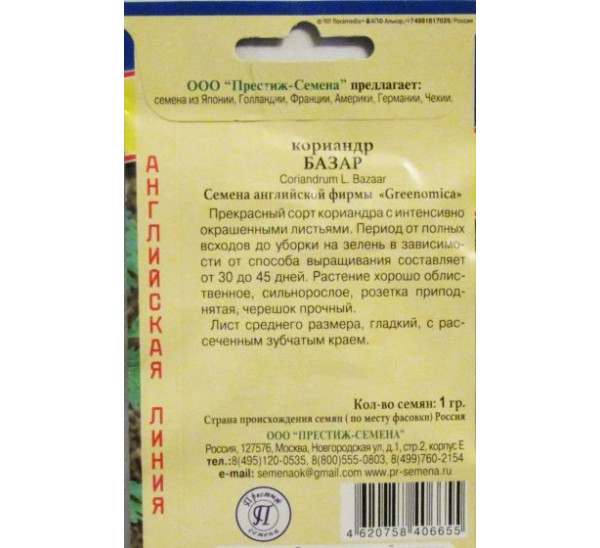 ООО "Престиж-Семена" предлагает:
семена из Японии, Голландии, Франции, Америки, Германии, Чехии.
кориандр
БАЗАР
Coriandrum L. Bazaar
Семена английской фирмы «Greenomica»
Прекрасный сорт кориандра с интенсивно
окрашенными листьями. Период от полных
всходов до уборки на зелень в зависимо-
сти от способа выращивания составляет
от 30 до 45 дней. Растение хорошо облис-
твенное, сильнорослое, розетка припод-
нятая, черешок прочный.
Лист среднего размера, гладкий, с рас-
сеченным зубчатым краем.
АНГЛИЙСКАЯ ЛИНИЯ
Кол-во семян: 1 гр.
Страна происхождения семян ( по месту фасовки) Россия
ООО "ПРЕСТИЖ-СЕМЕНА"
Россия, 127576, Москва, Новгородская ул, д.1, стр.2, корпус Е
тел.:8(495)120-0535, 8(800)555-0803, 8(499)760-2154
e-mail: semenaok@gmail.com www.pr-semena.ru
Престиж
П
семена
4 620758 406655